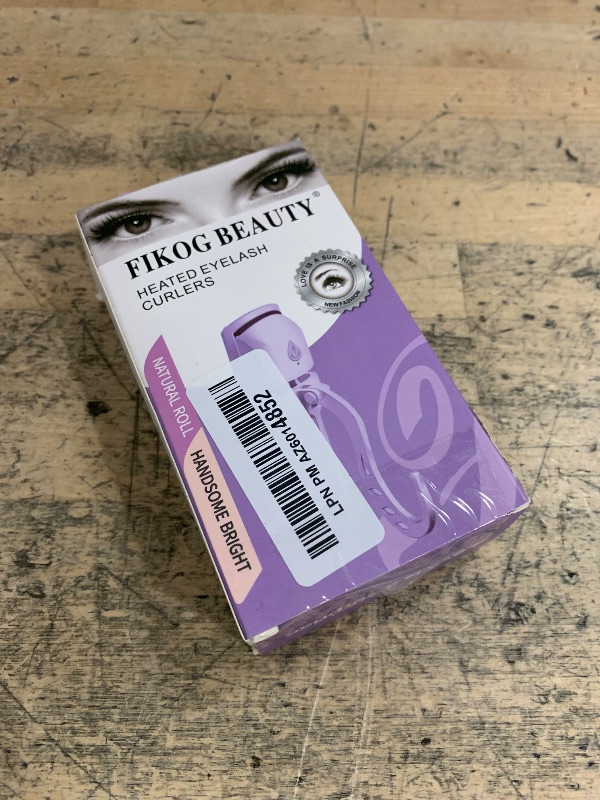 FIKOG BEAUTY®
HEATED EYELASH
CURLERS
LOVE IS A SURPRISE
NEW FASHION
NATURAL ROLL
HANDSOME BRIGHT
LPN PM AZ6014852